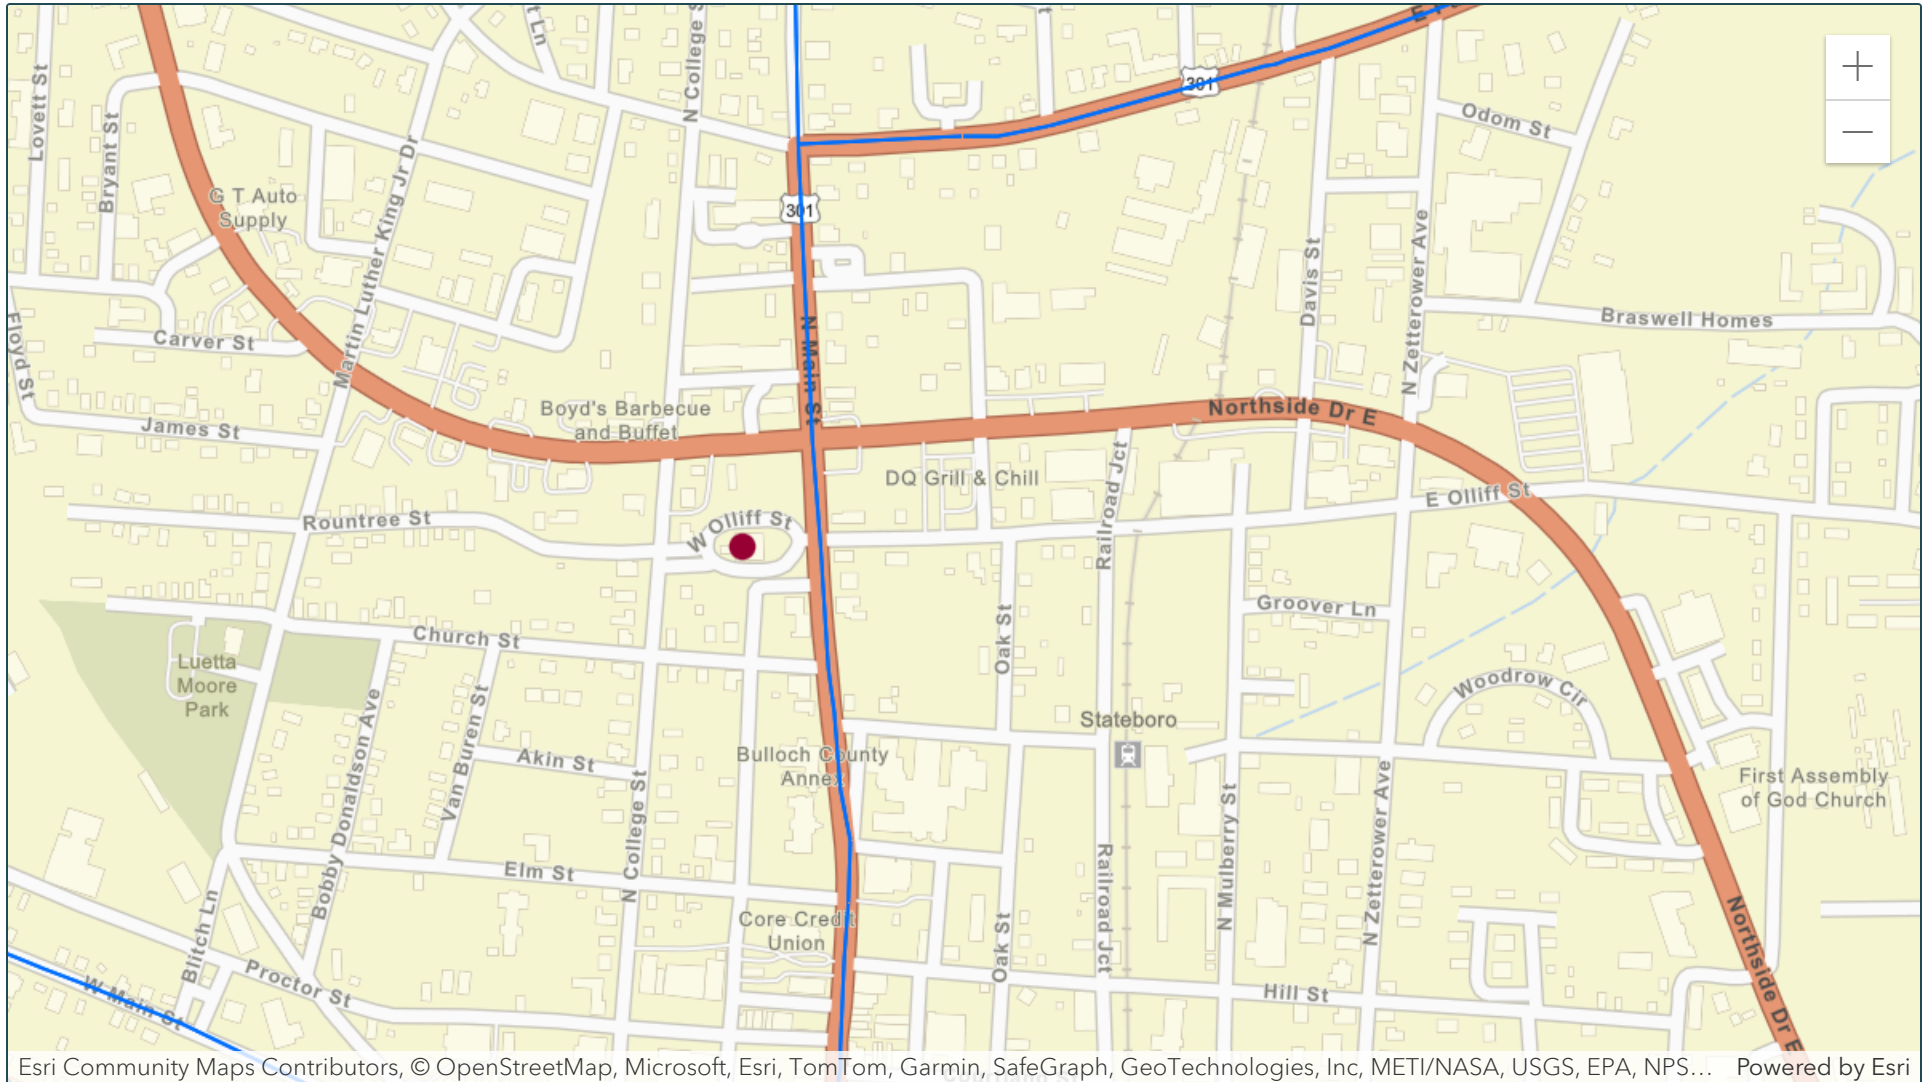 N College S
t Ln
301
Odom St
Lovett St
Bryant St
G T Auto
Supply
Martin Luther King Jr Dr
301
N Main St
Davis St
N Zetterower Ave
Braswell Homes
Floyd St
Carver St
James St
Boyd's Barbecue
and Buffet
Northside Dr E
DQ Grill & Chill
Railroad Jct
E Olliff St
Rountree St
W Olliff St
Church St
Oak St
Groover Ln
Luetta
Moore
Park
Bobby Donaldson Ave
Van Buren St
Akin St
Woodrow Cir
Stateboro
Bulloch County
Annex
First Assembly
of God Church
N College St
Elm St
N Mulberry St
N Zetterower Ave
Railroad Jct
Core Credit
Union
Oak St
Blitch Ln
Proctor St
W Main St
Hill St
Northside Dr E
Esri Community Maps Contributors, © OpenStreetMap, Microsoft, Esri, TomTom, Garmin, SafeGraph, GeoTechnologies, Inc, METI/NASA, USGS, EPA, NPS… Powered by Esri